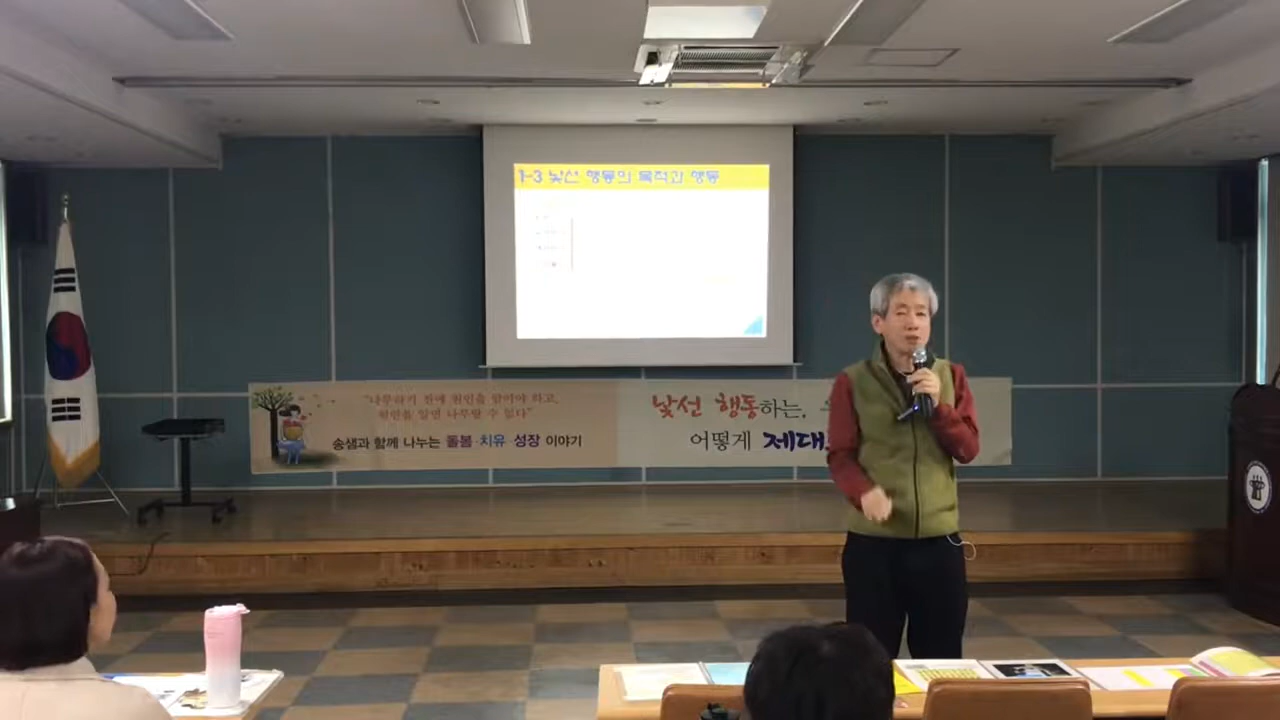 1-3 낯선 행동의 목적과 행동
"나무라기 전에 원인을 알아야 하고,
원인을 알면 나무랄 수 없다"
송샘과 함께 나누는 돌봄·치유·성장 이야기
낯선 행동하는,
어떻게 제대로